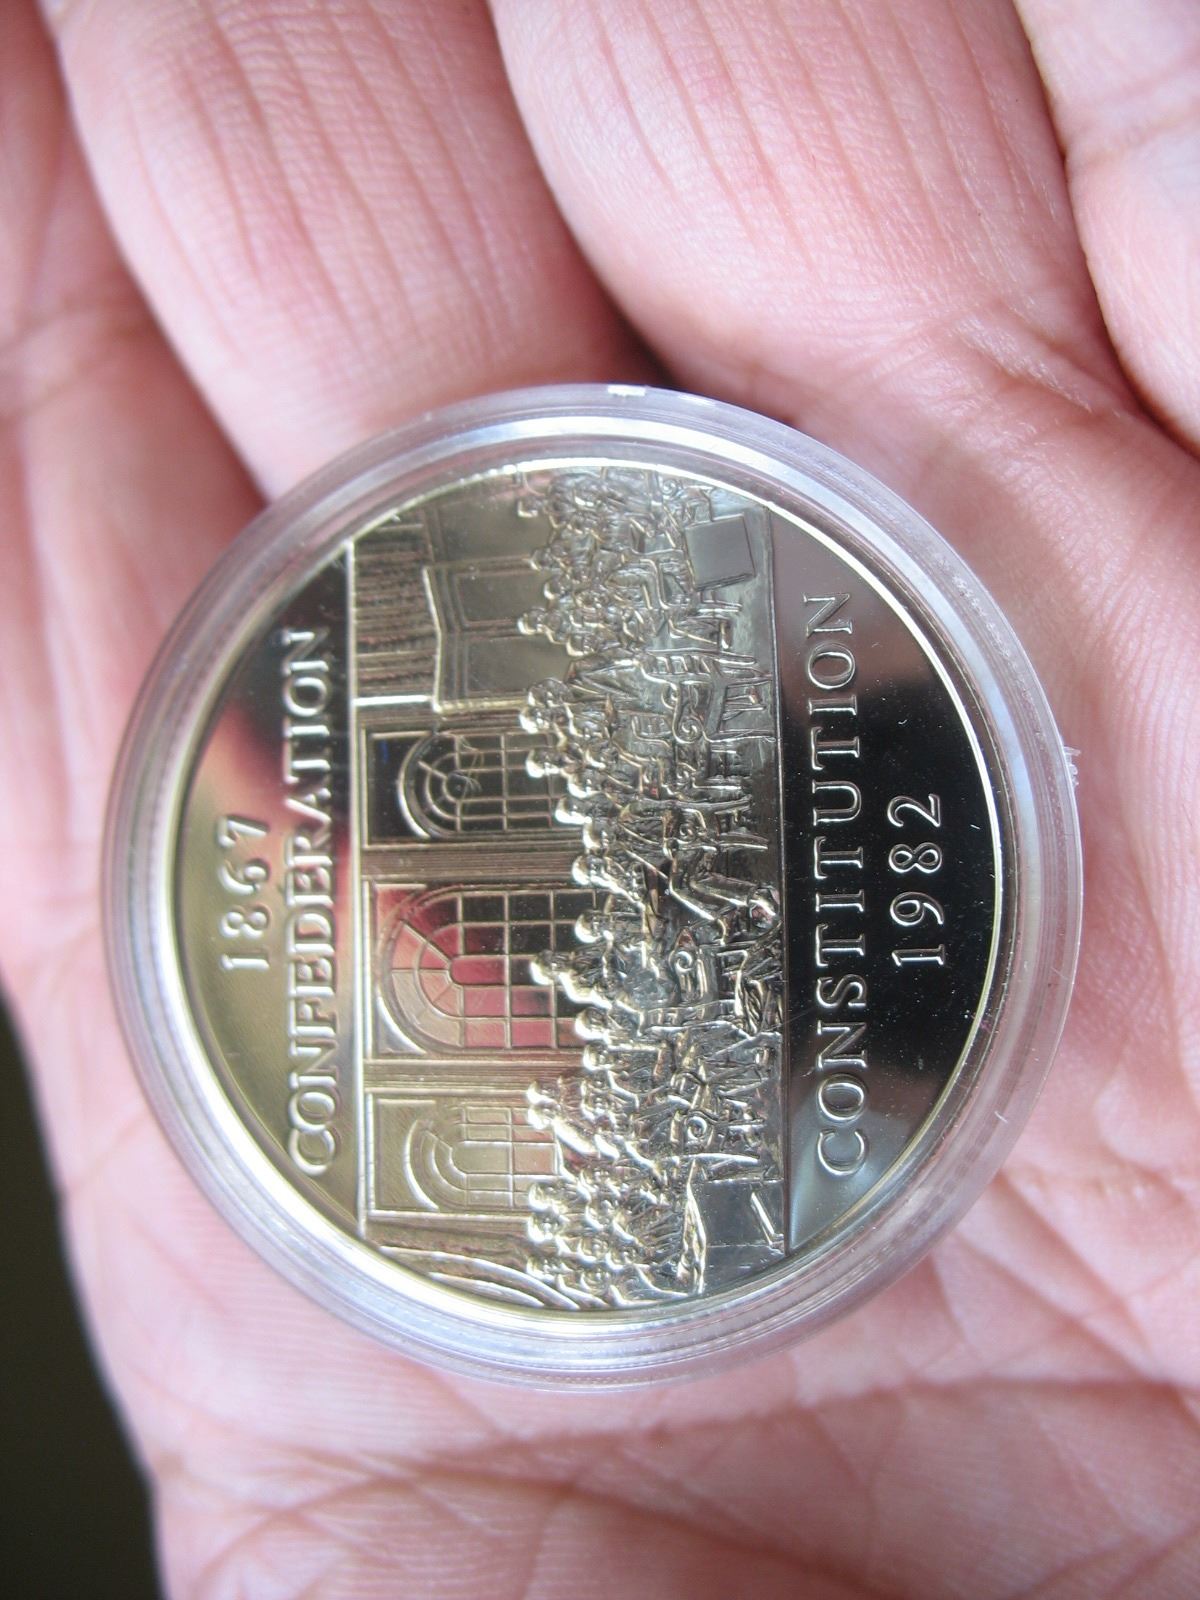 1867
CONFEDERATION
CONSTITUTION
1982